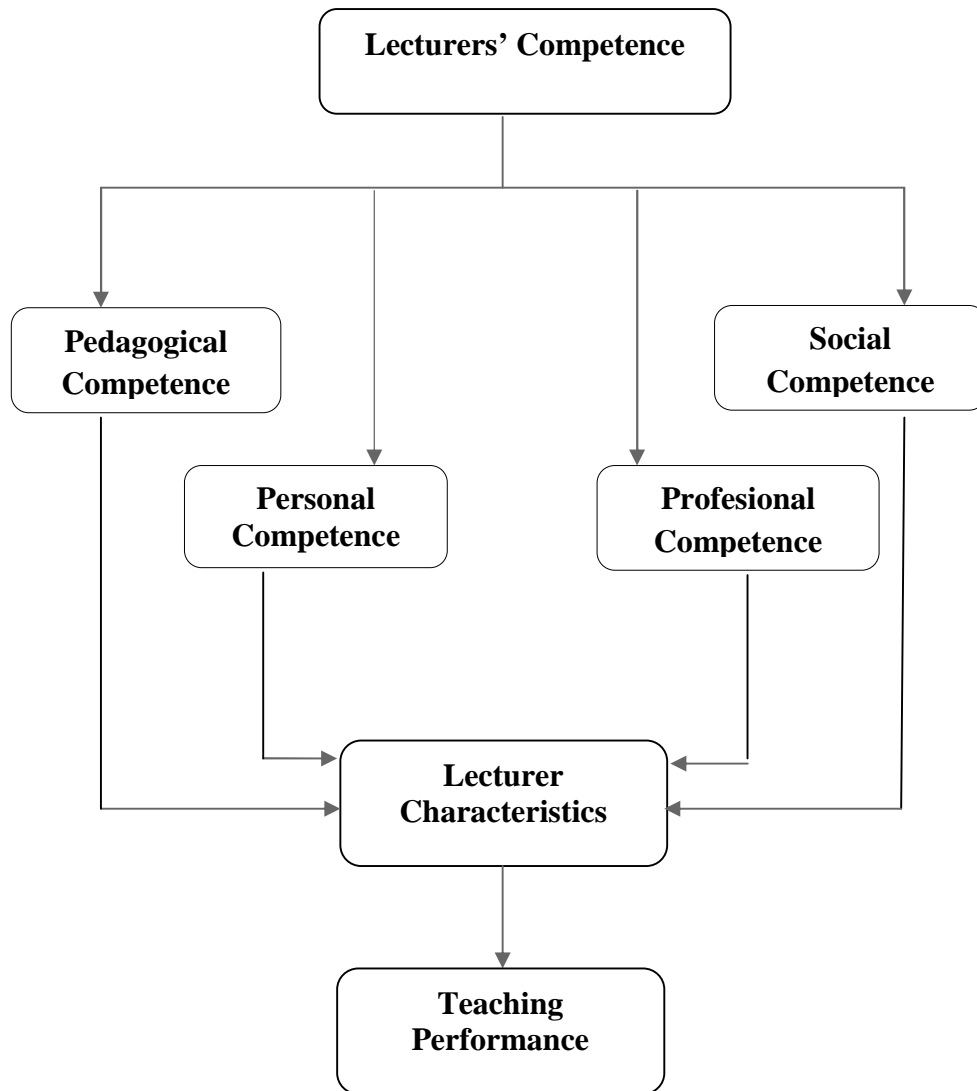 Lecturers’ Competence
Pedagogical
Competence
Social
Competence
Personal
Competence
Profesional
Competence
Lecturer
Characteristics
Teaching
Performance